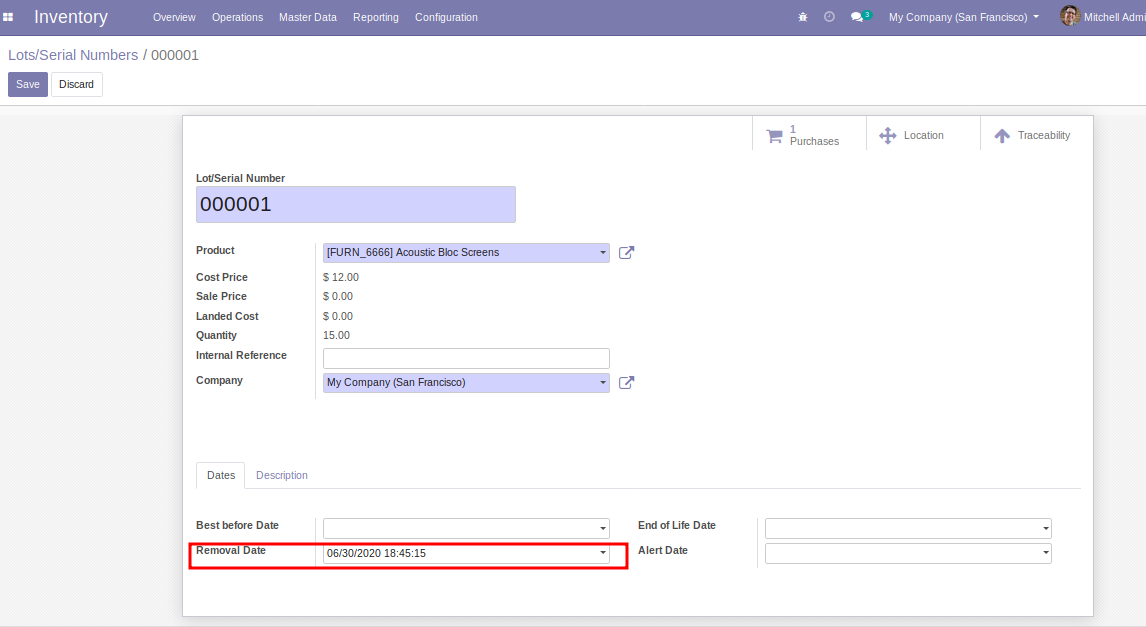 Inventory Overview Operations Master Data Reporting Configuration 3 My Company (San Francisco) Mitchell Admi
Lots/Serial Numbers / 000001
Save Discard
1
Purchases
Location
Traceability
Lot/Serial Number
000001
Product [FURN_6666] Acoustic Bloc Screens
Cost Price $ 12.00
Sale Price $ 0.00
Landed Cost $ 0.00
Quantity 15.00
Internal Reference
Company My Company (San Francisco)
Dates Description
Best before Date End of Life Date
Removal Date 06/30/2020 18:45:15 Alert Date